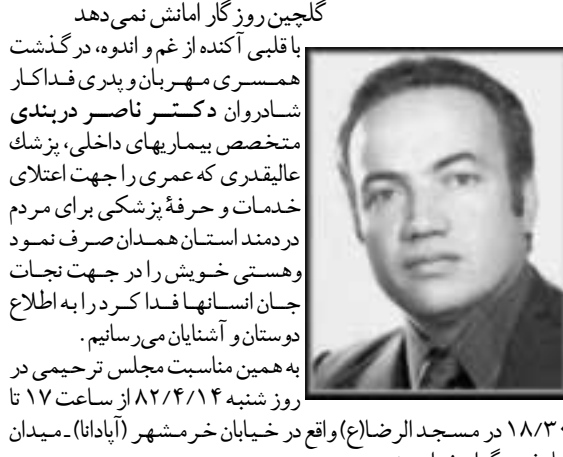 گلچین روزگار امانش نمی‌دهد
با قلبی آکنده از غم و اندوه، درگذشت
همسری مهربان و پدری فداکار
شادروان دکتر ناصر دربندی
متخصص بیماریهای داخلی، پزشك
عالیقدری که عمری را جهت اعتلای
خدمات و حرفهٔ پزشکی برای مردم
دردمند استان همدان صرف نمود
وهستی خویش را در جهت نجات
جان انسانها فدا کرد را به اطلاع
دوستان و آشنایان می‌رسانیم.
به همین مناسبت مجلس ترحیمی در
روز شنبه ۸۲/۴/۱۴ از ساعت ۱۷ تا
۱۸/۳۰ در مسجد الرضا(ع) واقع در خیابان خرمشهر (آپادانا) ـ میدان